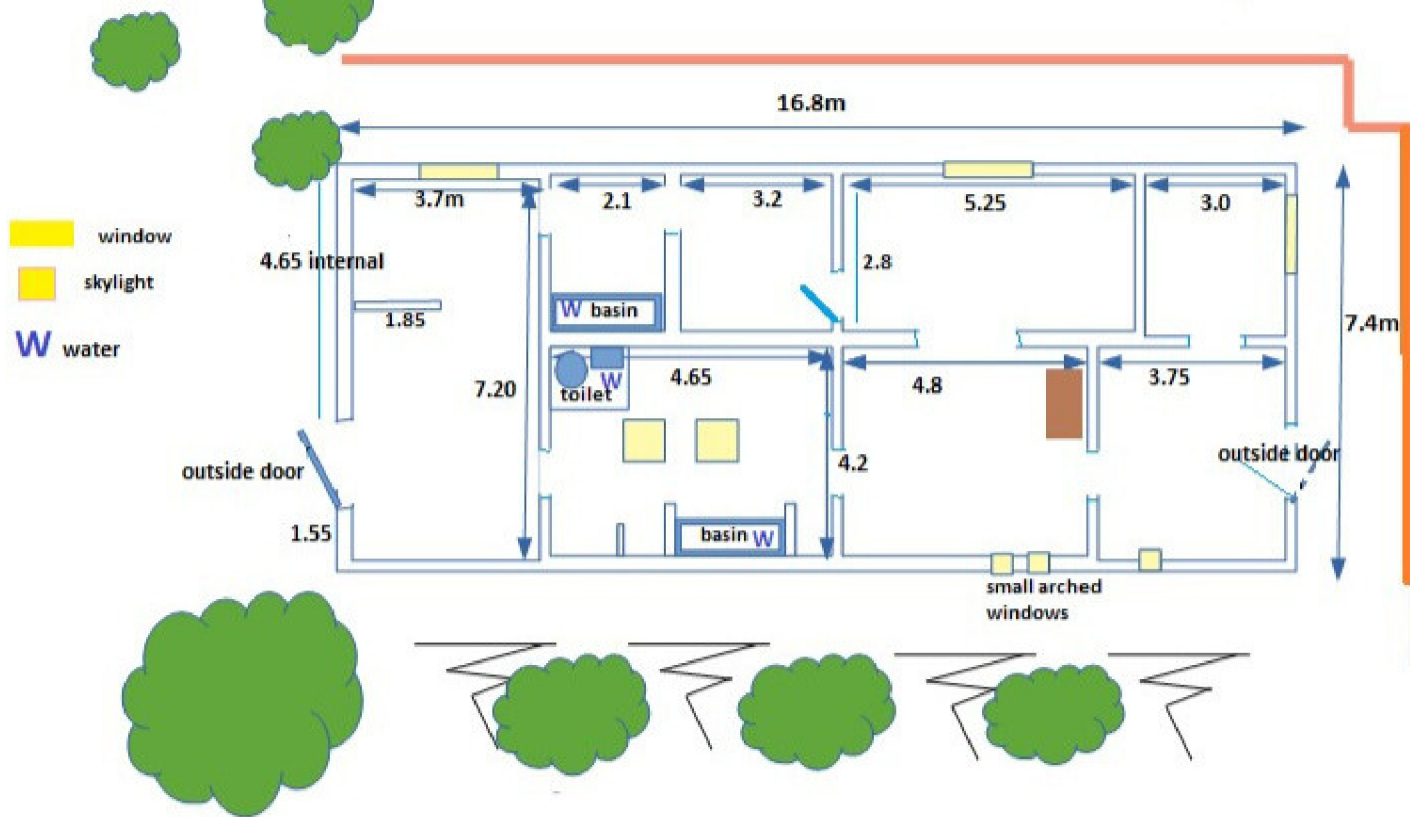 16.8m
3.7m
2.1
3.2
5.25
3.0
window
4.65 internal
2.8
skylight
W basin
1.85
W water
7.4m
7.20
W
toilet
4.65
4.8
3.75
outside door
4.2
outside door
1.55
basin W
small arched
windows